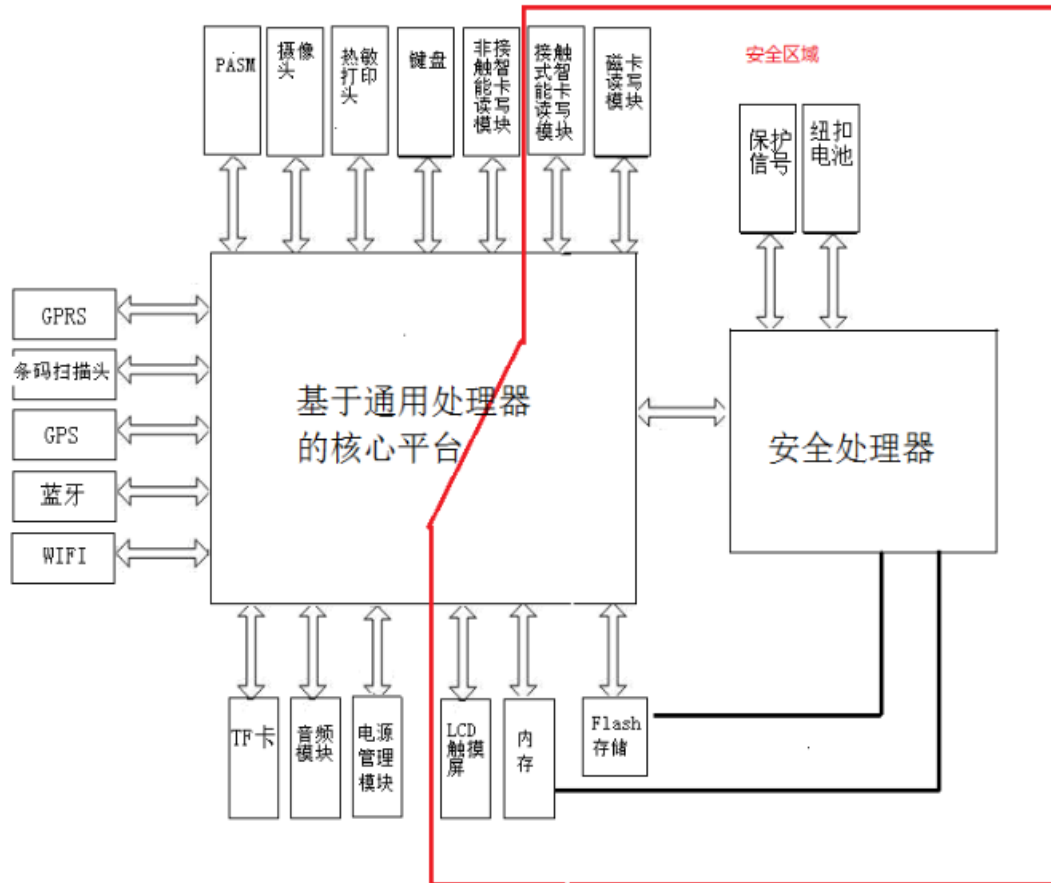 安全区域
PASM
摄像
头
热敏
打印
头
键盘
非接
触智
能卡
读写
模块
接触
式智
能卡
读写
模块
磁卡
读写
模块
保护
信号
纽扣
电池
GPRS
条码扫描头
GPS
蓝牙
WIFI
基于通用处理器
的核心平台
安全处理器
TF卡
音频
模块
电源
管理
模块
LCD
触摸
屏
内
存
Flash
存储